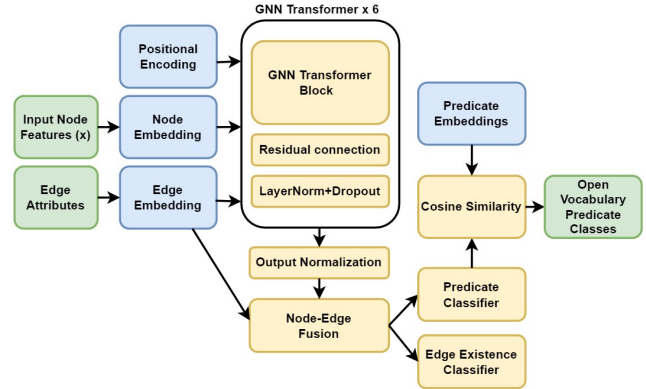 GNN Transformer x 6
Positional
Encoding
GNN Transformer
Block
Input Node
Features (x)
Node
Embedding
Predicate
Embeddings
Residual connection
Edge
Attributes
Edge
Embedding
LayerNorm+Dropout
Cosine Similarity
Open
Vocabulary
Predicate
Classes
Output Normalization
Node-Edge
Fusion
Predicate
Classifier
Edge Existence
Classifier